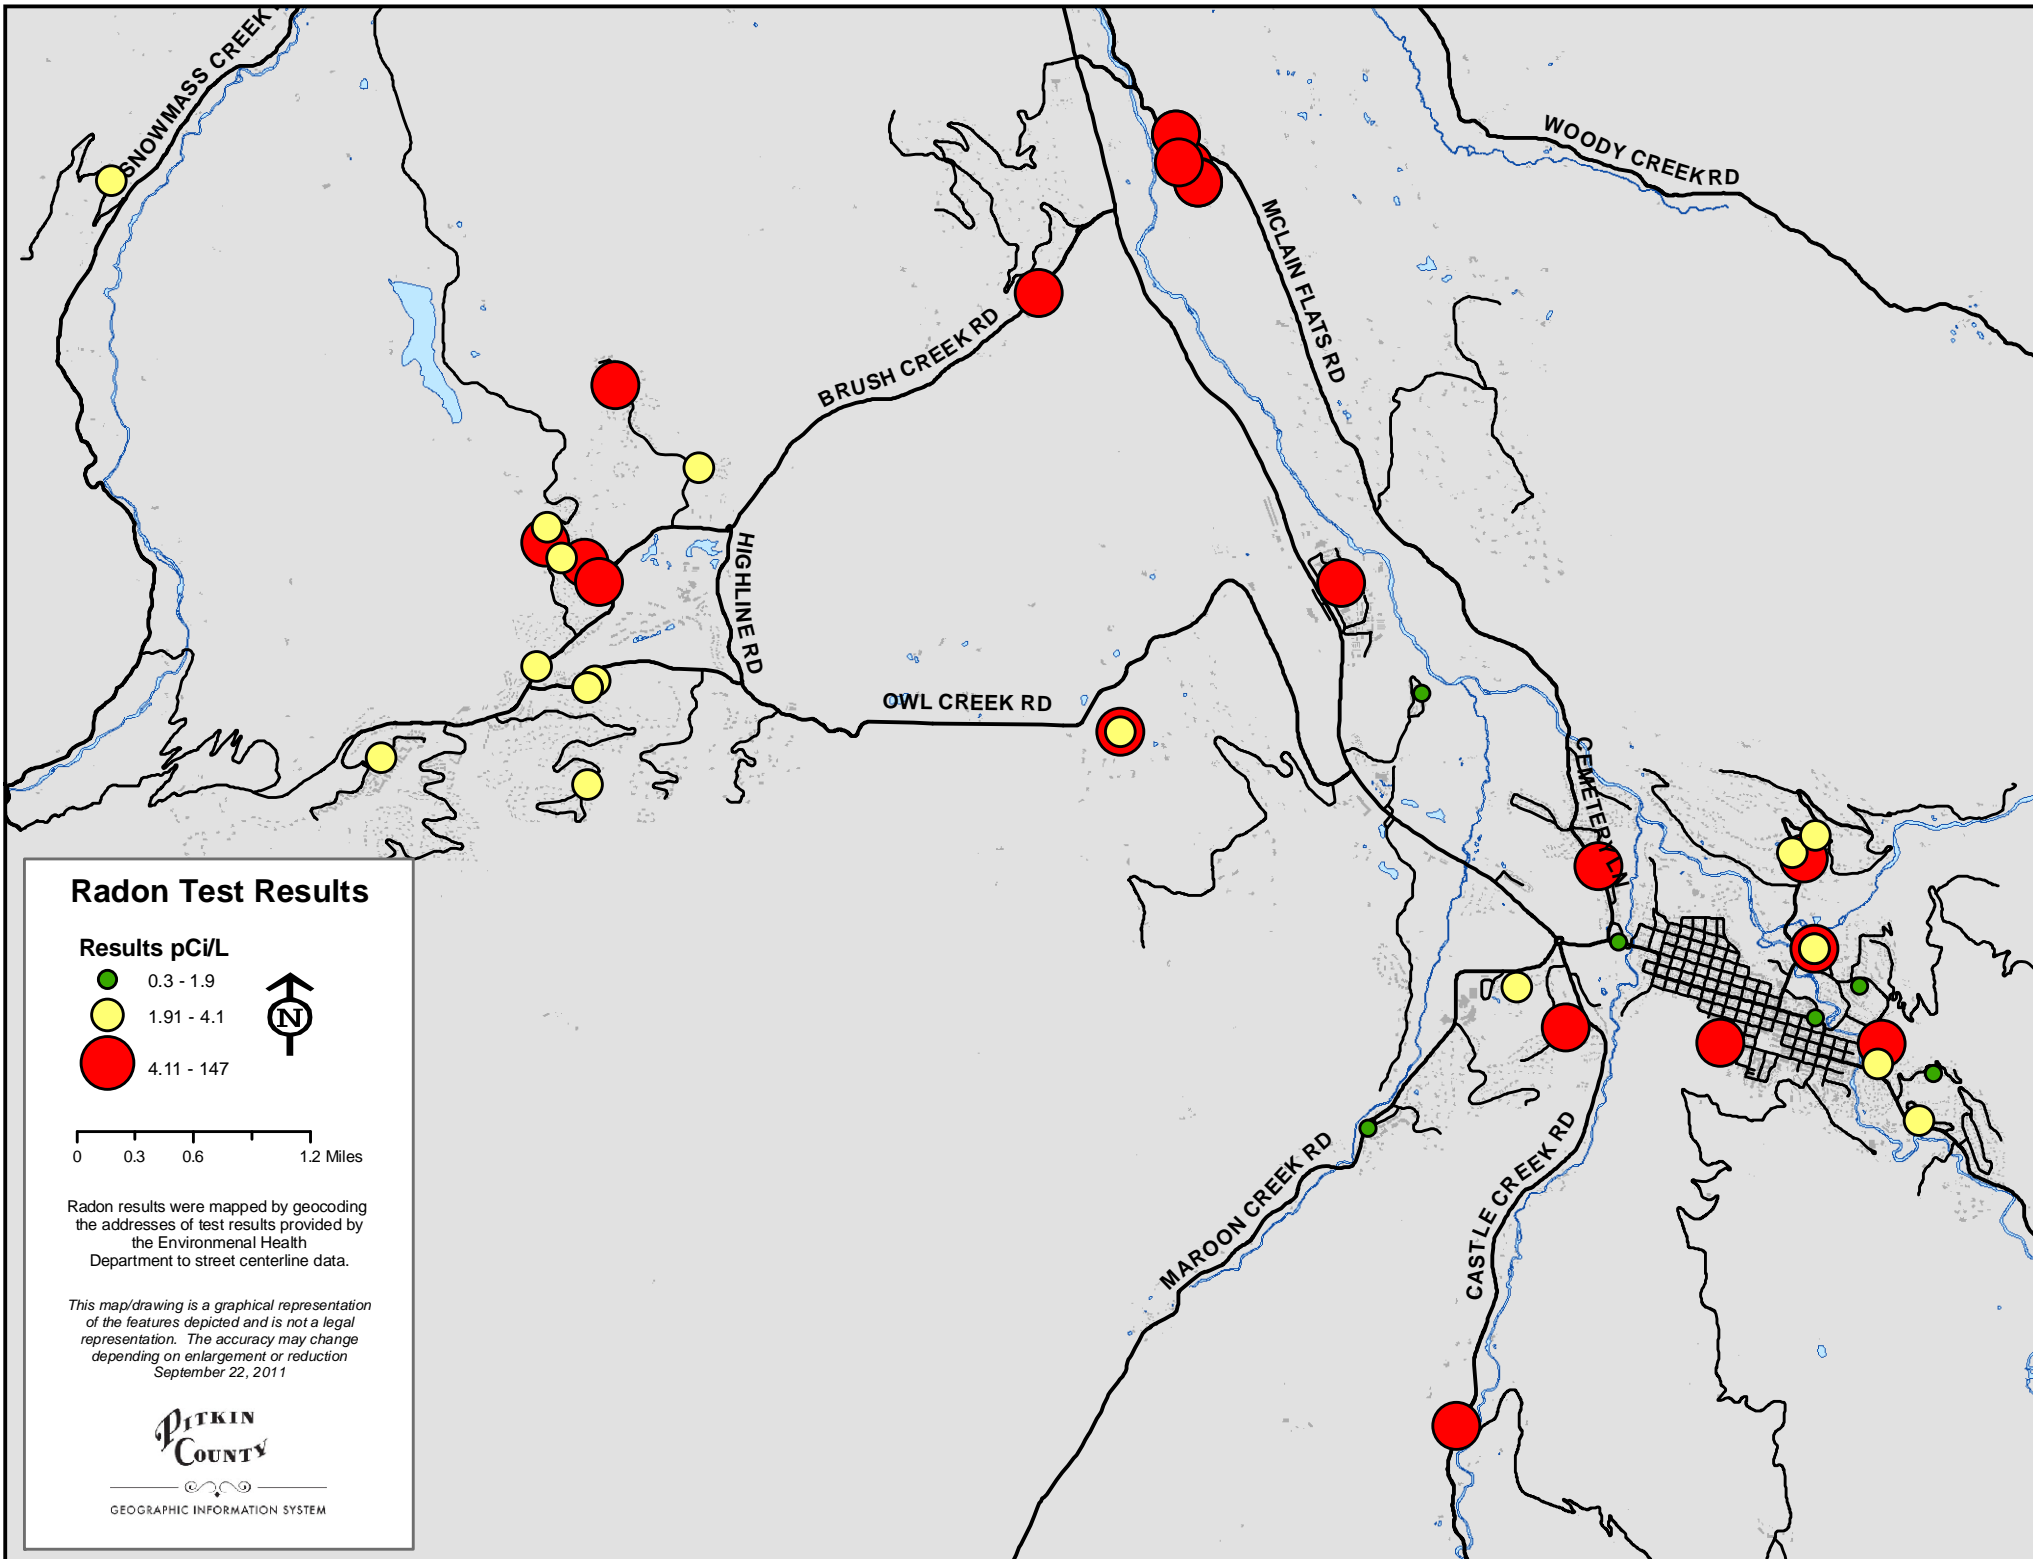 SNOWMASS CREEK
WOODY CREEK RD
MCLAIN FLATS RD
BRUSH CREEK RD
HIGHLINE RD
OWL CREEK RD
CEMETERY LN
MAROON CREEK RD
CASTLE CREEK RD
Radon Test Results
Results pCi/L
0.3 - 1.9
1.91 - 4.1
4.11 - 147
N
0 0.3 0.6 1.2 Miles
Radon results were mapped by geocoding
the addresses of test results provided by
the Environmenal Health
Department to street centerline data.
This map/drawing is a graphical representation
of the features depicted and is not a legal
representation. The accuracy may change
depending on enlargement or reduction
September 22, 2011
PITKIN
COUNTY
GEOGRAPHIC INFORMATION SYSTEM